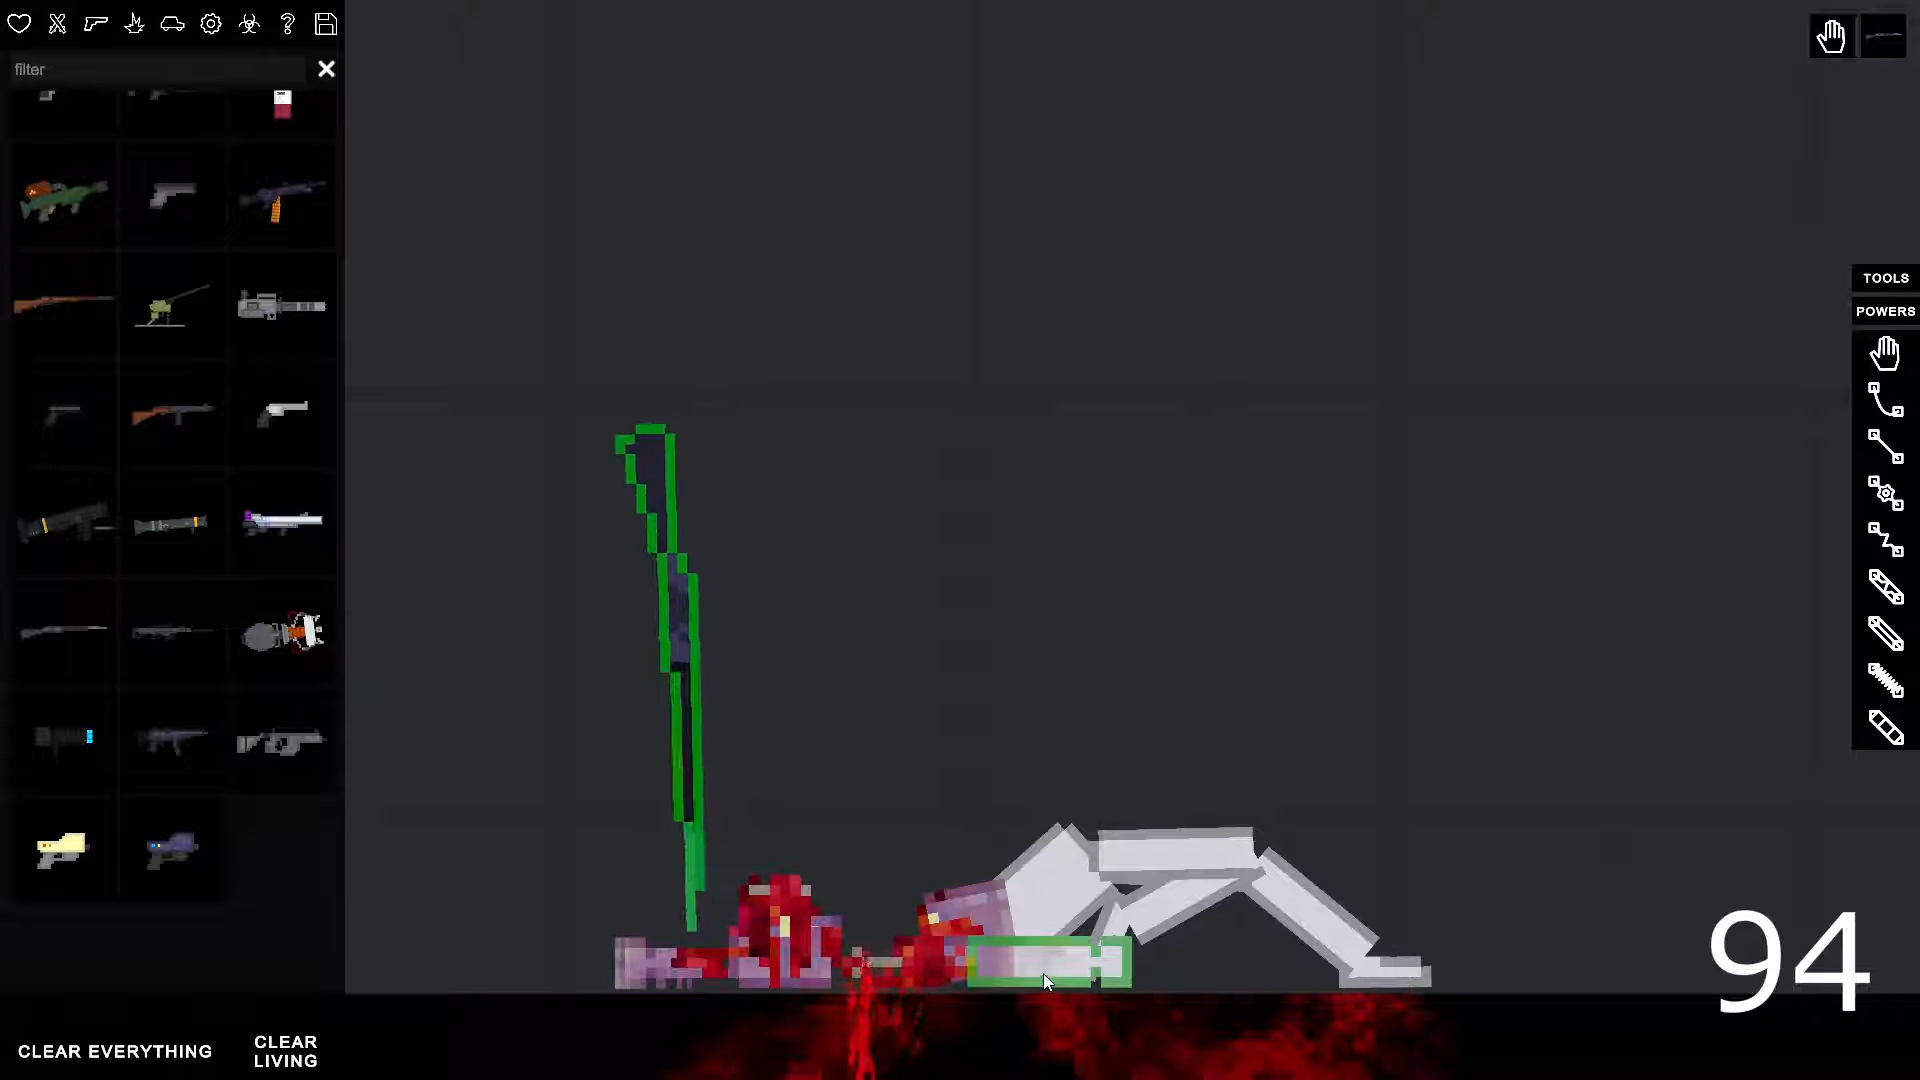 filter
TOOLS
POWERS
94
CLEAR EVERYTHING
CLEAR
LIVING